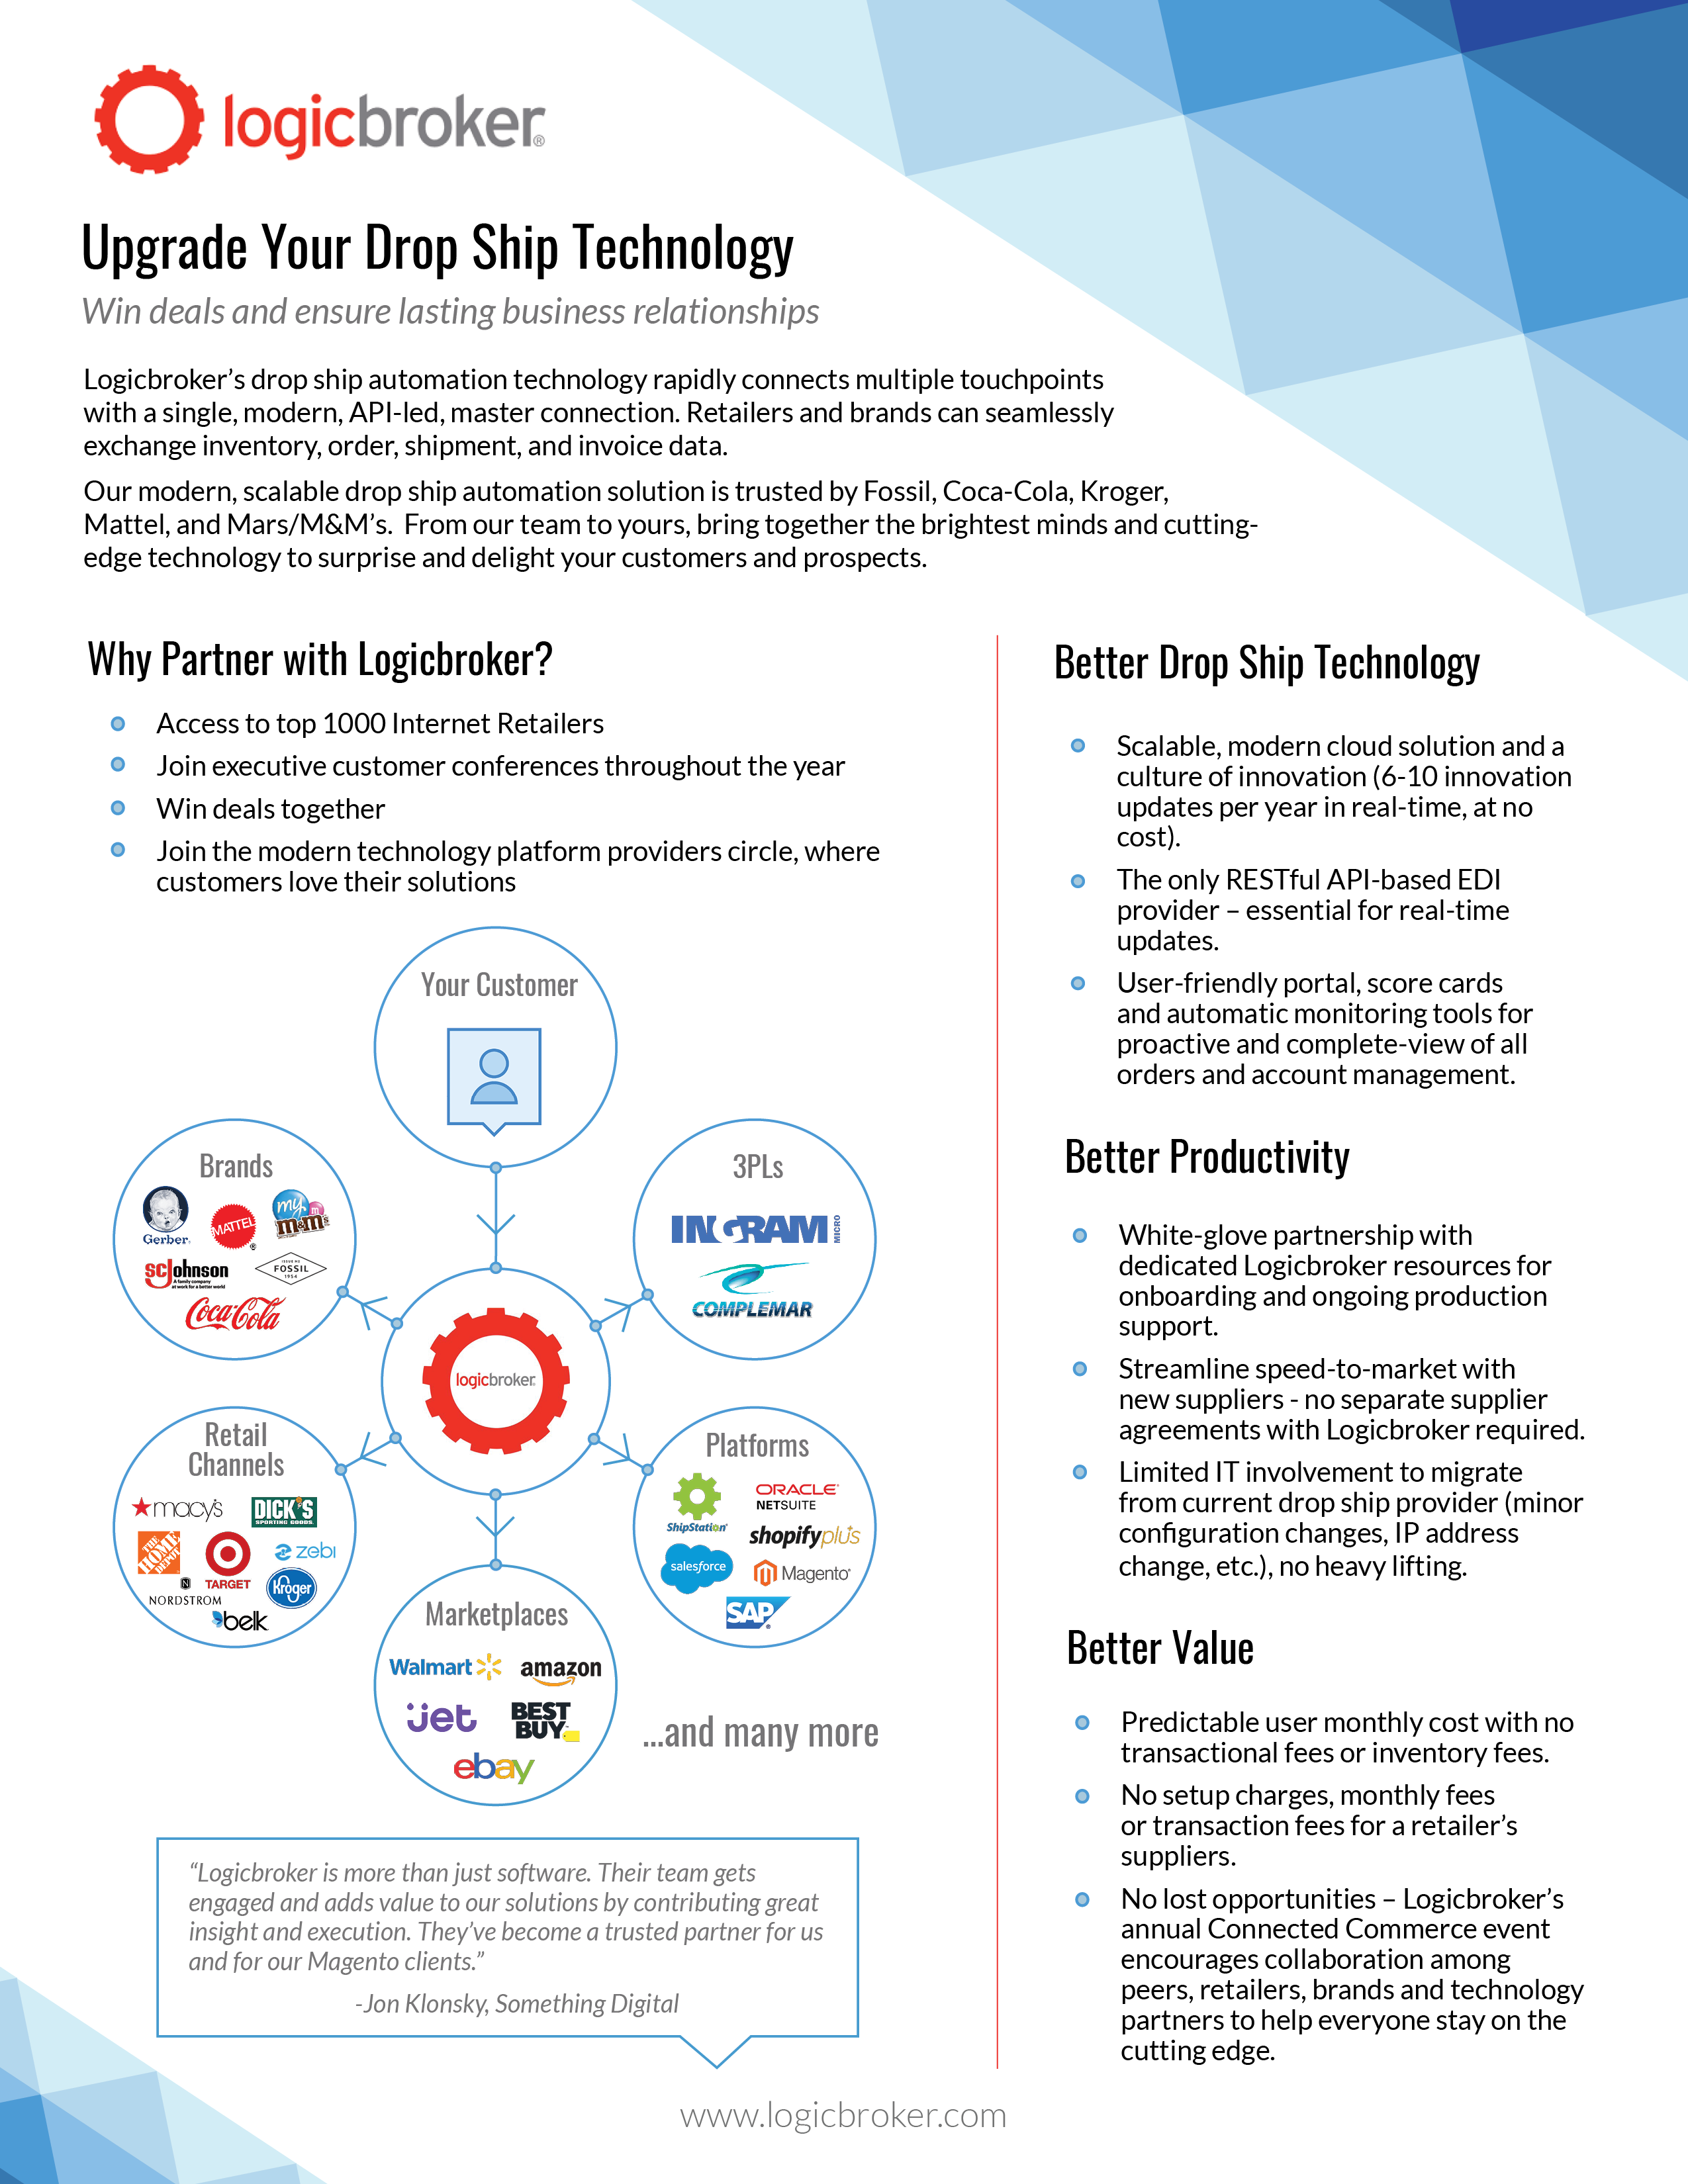 logicbroker®
Upgrade Your Drop Ship Technology
Win deals and ensure lasting business relationships
Logicbroker’s drop ship automation technology rapidly connects multiple touchpoints
with a single, modern, API-led, master connection. Retailers and brands can seamlessly
exchange inventory, order, shipment, and invoice data.
Our modern, scalable drop ship automation solution is trusted by Fossil, Coca-Cola, Kroger,
Mattel, and Mars/M&M’s.  From our team to yours, bring together the brightest minds and cutting-
edge technology to surprise and delight your customers and prospects.
Why Partner with Logicbroker?
Access to top 1000 Internet Retailers
Join executive customer conferences throughout the year
Win deals together
Join the modern technology platform providers circle, where
customers love their solutions
Your Customer
Brands
Gerber
MATTEL
my
m
m&m's
SC Johnson
A family company
at work for a better world
ISSUE NO
FOSSIL
1954
Coca-Cola
3PLs
INGRAM MICRO
COMPLEMAR
logicbroker
Retail
Channels
macy's
DICK'S
SPORTING GOODS
THE HOME DEPOT
TARGET
zebi
N
NORDSTROM
Kroger
belk
Platforms
ShipStation
ORACLE
NETSUITE
shopifyplus
salesforce
Magento
SAP
Marketplaces
Walmart
amazon
jet
BEST
BUY
ebay
...and many more
“Logicbroker is more than just software. Their team gets
engaged and adds value to our solutions by contributing great
insight and execution. They’ve become a trusted partner for us
and for our Magento clients.”
-Jon Klonsky, Something Digital
Better Drop Ship Technology
Scalable, modern cloud solution and a
culture of innovation (6-10 innovation
updates per year in real-time, at no
cost).
The only RESTful API-based EDI
provider – essential for real-time
updates.
User-friendly portal, score cards
and automatic monitoring tools for
proactive and complete-view of all
orders and account management.
Better Productivity
White-glove partnership with
dedicated Logicbroker resources for
onboarding and ongoing production
support.
Streamline speed-to-market with
new suppliers - no separate supplier
agreements with Logicbroker required.
Limited IT involvement to migrate
from current drop ship provider (minor
configuration changes, IP address
change, etc.), no heavy lifting.
Better Value
Predictable user monthly cost with no
transactional fees or inventory fees.
No setup charges, monthly fees
or transaction fees for a retailer’s
suppliers.
No lost opportunities – Logicbroker’s
annual Connected Commerce event
encourages collaboration among
peers, retailers, brands and technology
partners to help everyone stay on the
cutting edge.
www.logicbroker.com